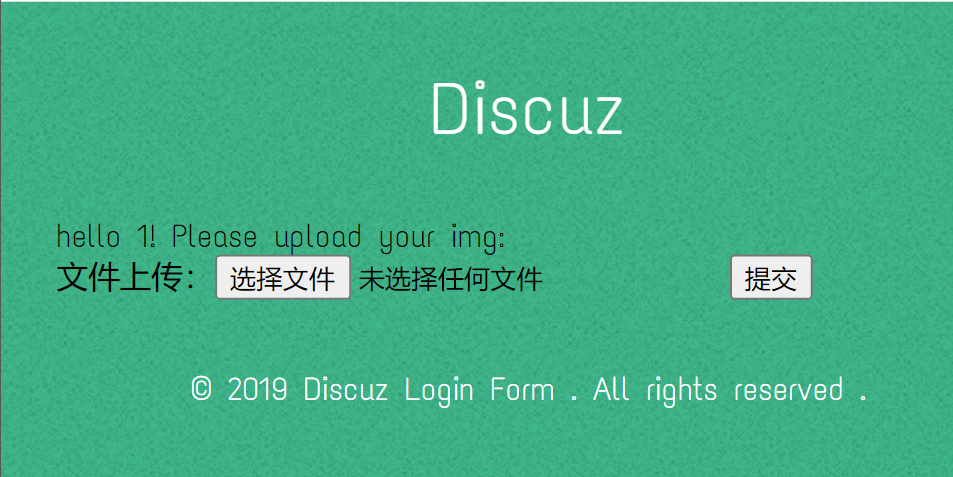 Discuz
hello 1! Please upload your img:
文件上传： 选择文件 未选择任何文件 提交
© 2019 Discuz Login Form . All rights reserved .